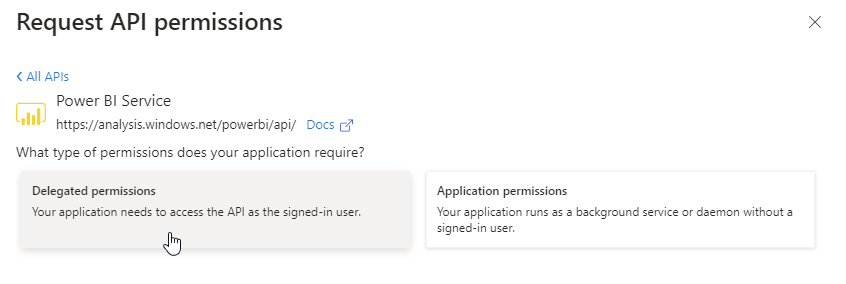 Request API permissions
All APIs
Power BI Service
https://analysis.windows.net/powerbi/api/ Docs
What type of permissions does your application require?
Delegated permissions
Your application needs to access the API as the signed-in user.
Application permissions
Your application runs as a background service or daemon without a
signed-in user.